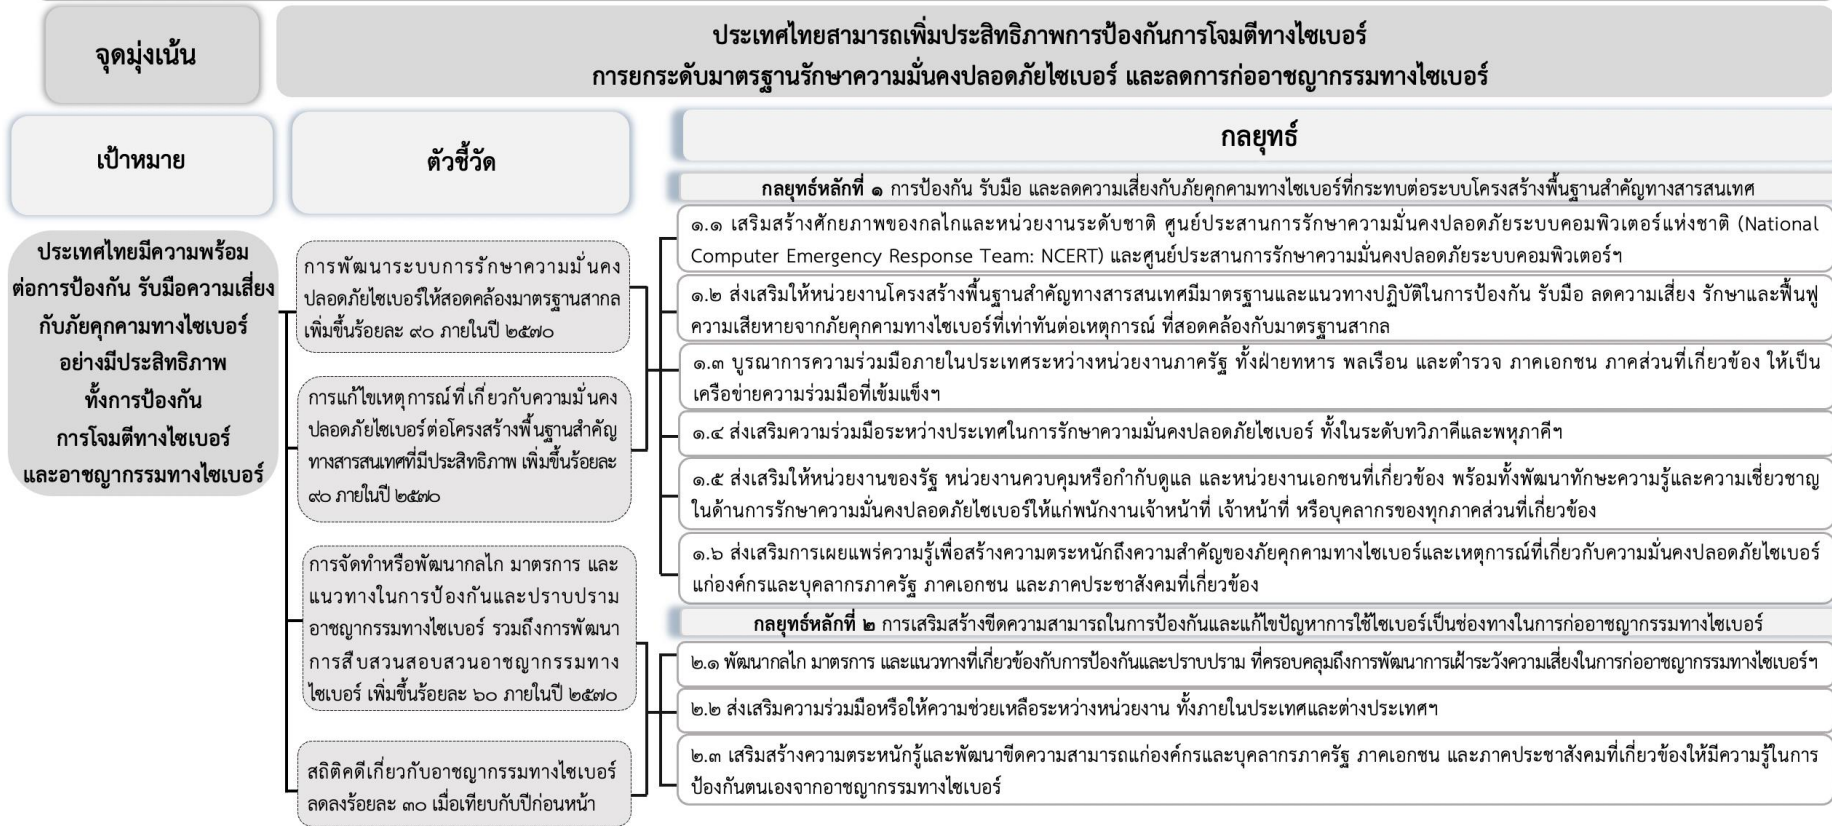 จุดมุ่งเน้น
ประเทศไทยสามารถเพิ่มประสิทธิภาพการป้องกันการโจมตีทางไซเบอร์
การยกระดับมาตรฐานรักษาความมั่นคงปลอดภัยไซเบอร์ และลดการก่ออาชญากรรมทางไซเบอร์
เป้าหมาย
ตัวชี้วัด
กลยุทธ์
ประเทศไทยมีความพร้อม
ต่อการป้องกัน รับมือความเสี่ยง
กับภัยคุกคามทางไซเบอร์
อย่างมีประสิทธิภาพ
ทั้งการป้องกัน
การโจมตีทางไซเบอร์
และอาชญากรรมทางไซเบอร์
การพัฒนาระบบการรักษาความมั่นคง
ปลอดภัยไซเบอร์ให้สอดคล้องมาตรฐานสากล
เพิ่มขึ้นร้อยละ ๙๐ ภายในปี ๒๕๗๐
การแก้ไขเหตุการณ์ที่เกี่ยวกับความมั่นคง
ปลอดภัยไซเบอร์ต่อโครงสร้างพื้นฐานสำคัญ
ทางสารสนเทศที่มีประสิทธิภาพ เพิ่มขึ้นร้อยละ
๙๐ ภายในปี ๒๕๗๐
การจัดทำหรือพัฒนากลไก มาตรการ และ
แนวทางในการป้องกันและปราบปราม
อาชญากรรมทางไซเบอร์ รวมถึงการพัฒนา
การสืบสวนสอบสวนอาชญากรรมทาง
ไซเบอร์ เพิ่มขึ้นร้อยละ ๖๐ ภายในปี ๒๕๗๐
สถิติคดีเกี่ยวกับอาชญากรรมทางไซเบอร์
ลดลงร้อยละ ๓๐ เมื่อเทียบกับปีก่อนหน้า
กลยุทธ์หลักที่ ๑ การป้องกัน รับมือ และลดความเสี่ยงกับภัยคุกคามทางไซเบอร์ที่กระทบต่อระบบโครงสร้างพื้นฐานสำคัญทางสารสนเทศ
๑.๑ เสริมสร้างศักยภาพของกลไกและหน่วยงานระดับชาติ ศูนย์ประสานการรักษาความมั่นคงปลอดภัยระบบคอมพิวเตอร์แห่งชาติ (National
Computer Emergency Response Team: NCERT) และศูนย์ประสานการรักษาความมั่นคงปลอดภัยระบบคอมพิวเตอร์ฯ
๑.๒ ส่งเสริมให้หน่วยงานโครงสร้างพื้นฐานสำคัญทางสารสนเทศมีมาตรฐานและแนวทางปฏิบัติในการป้องกัน รับมือ ลดความเสี่ยง รักษาและฟื้นฟู
ความเสียหายจากภัยคุกคามทางไซเบอร์ที่เท่าทันต่อเหตุการณ์ ที่สอดคล้องกับมาตรฐานสากล
๑.๓ บูรณาการความร่วมมือภายในประเทศระหว่างหน่วยงานภาครัฐ ทั้งฝ่ายทหาร พลเรือน และตำรวจ ภาคเอกชน ภาคส่วนที่เกี่ยวข้อง ให้เป็น
เครือข่ายความร่วมมือที่เข้มแข็งฯ
๑.๔ ส่งเสริมความร่วมมือระหว่างประเทศในการรักษาความมั่นคงปลอดภัยไซเบอร์ ทั้งในระดับทวิภาคีและพหุภาคีฯ
๑.๕ ส่งเสริมให้หน่วยงานของรัฐ หน่วยงานควบคุมหรือกำกับดูแล และหน่วยงานเอกชนที่เกี่ยวข้อง พร้อมทั้งพัฒนาทักษะความรู้และความเชี่ยวชาญ
ในด้านการรักษาความมั่นคงปลอดภัยไซเบอร์ให้แก่พนักงานเจ้าหน้าที่ เจ้าหน้าที่ หรือบุคลากรของทุกภาคส่วนที่เกี่ยวข้อง
๑.๖ ส่งเสริมการเผยแพร่ความรู้เพื่อสร้างความตระหนักถึงความสำคัญของภัยคุกคามทางไซเบอร์และเหตุการณ์ที่เกี่ยวกับความมั่นคงปลอดภัยไซเบอร์
แก่องค์กรและบุคลากรภาครัฐ ภาคเอกชน และภาคประชาสังคมที่เกี่ยวข้อง
กลยุทธ์หลักที่ ๒ การเสริมสร้างขีดความสามารถในการป้องกันและแก้ไขปัญหาการใช้ไซเบอร์เป็นช่องทางในการก่ออาชญากรรมทางไซเบอร์
๒.๑ พัฒนากลไก มาตรการ และแนวทางที่เกี่ยวข้องกับการป้องกันและปราบปราม ที่ครอบคลุมถึงการพัฒนาการเฝ้าระวังความเสี่ยงในการก่ออาชญากรรมทางไซเบอร์ฯ
๒.๒ ส่งเสริมความร่วมมือหรือให้ความช่วยเหลือระหว่างหน่วยงาน ทั้งภายในประเทศและต่างประเทศฯ
๒.๓ เสริมสร้างความตระหนักรู้และพัฒนาขีดความสามารถแก่องค์กรและบุคลากรภาครัฐ ภาคเอกชน และภาคประชาสังคมที่เกี่ยวข้องให้มีความรู้ในการ
ป้องกันตนเองจากอาชญากรรมทางไซเบอร์